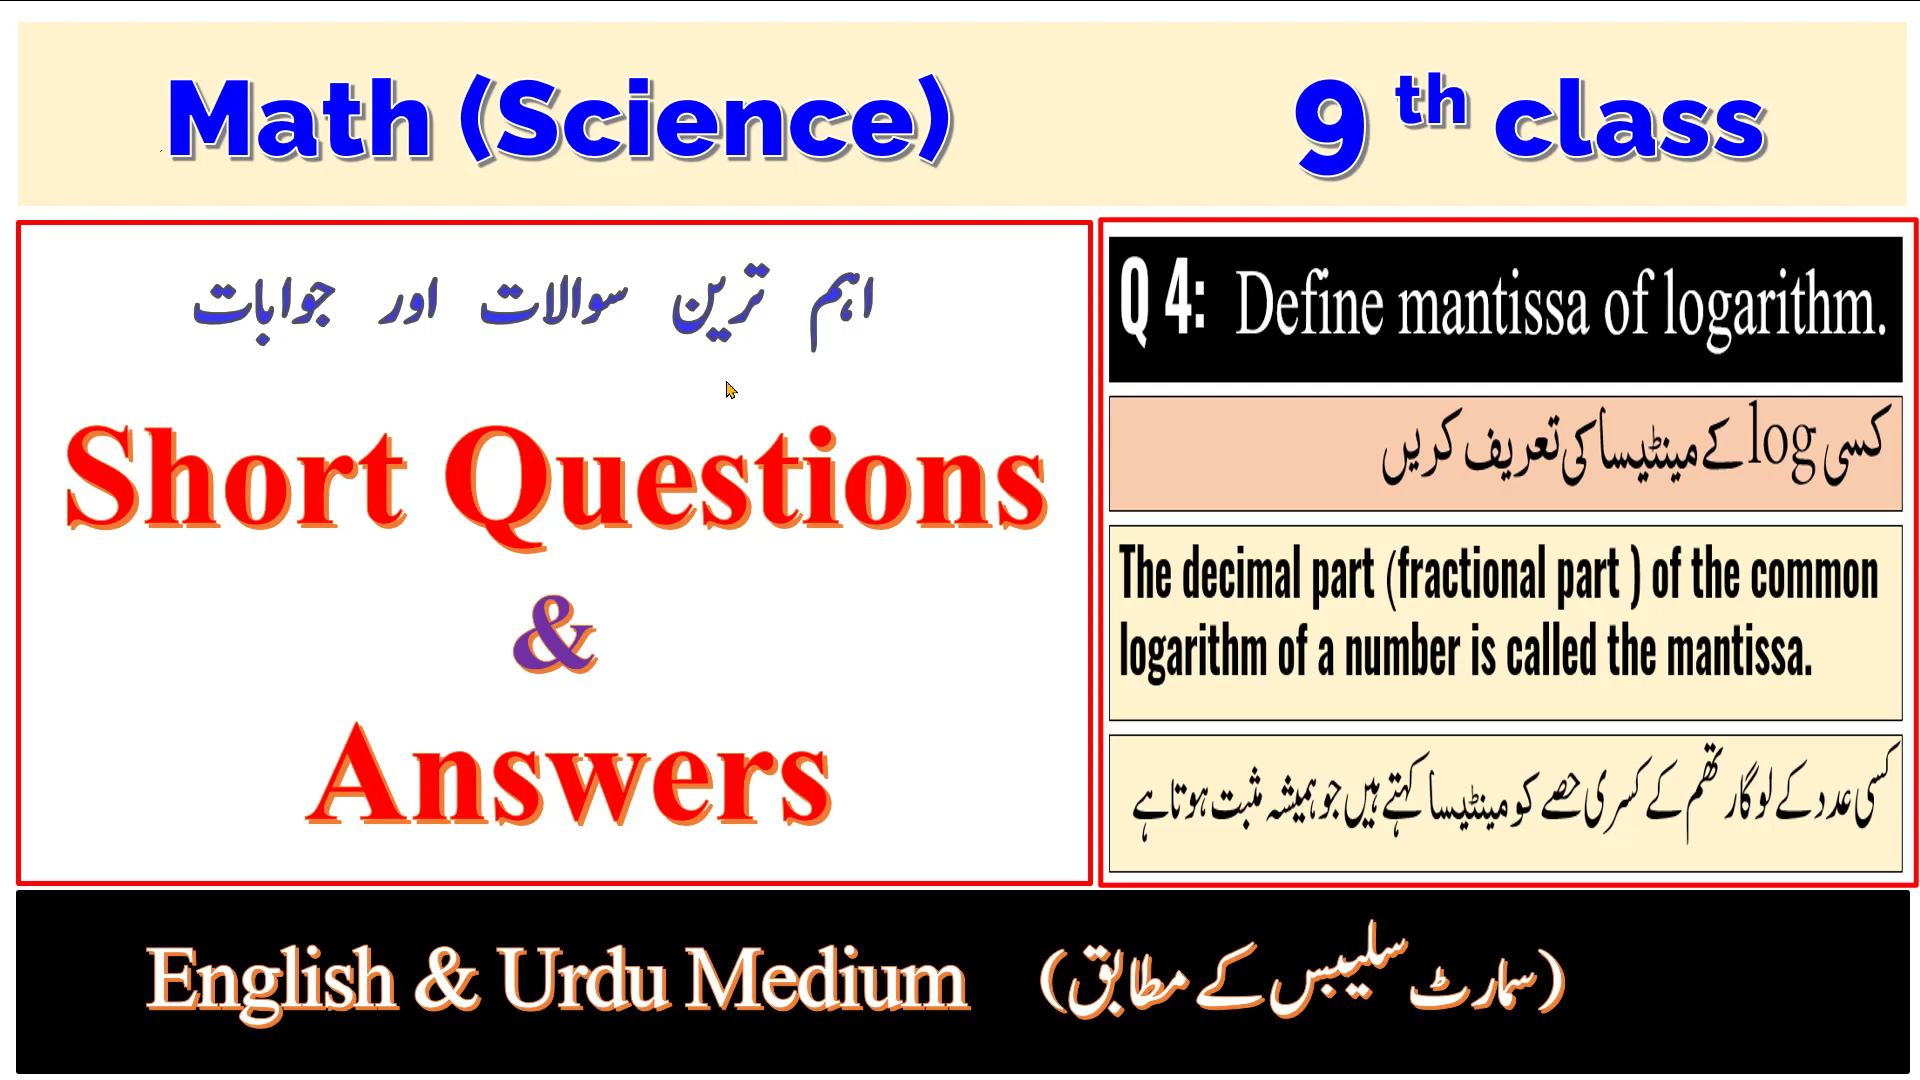 Math (Science) 9 th class
اہم ترین سوالات اور جوابات
Short Questions
&
Answers
Q 4: Define mantissa of logarithm.
کسی log کے مینٹیسا کی تعریف کریں
The decimal part (fractional part ) of the common
logarithm of a number is called the mantissa.
کسی عدد کے لوگارتھم کے کسری حصے کو مینٹیسا کہتے ہیں جو ہمیشہ مثبت ہوتا ہے
English & Urdu Medium (سمارٹ سلیبس کے مطابق)